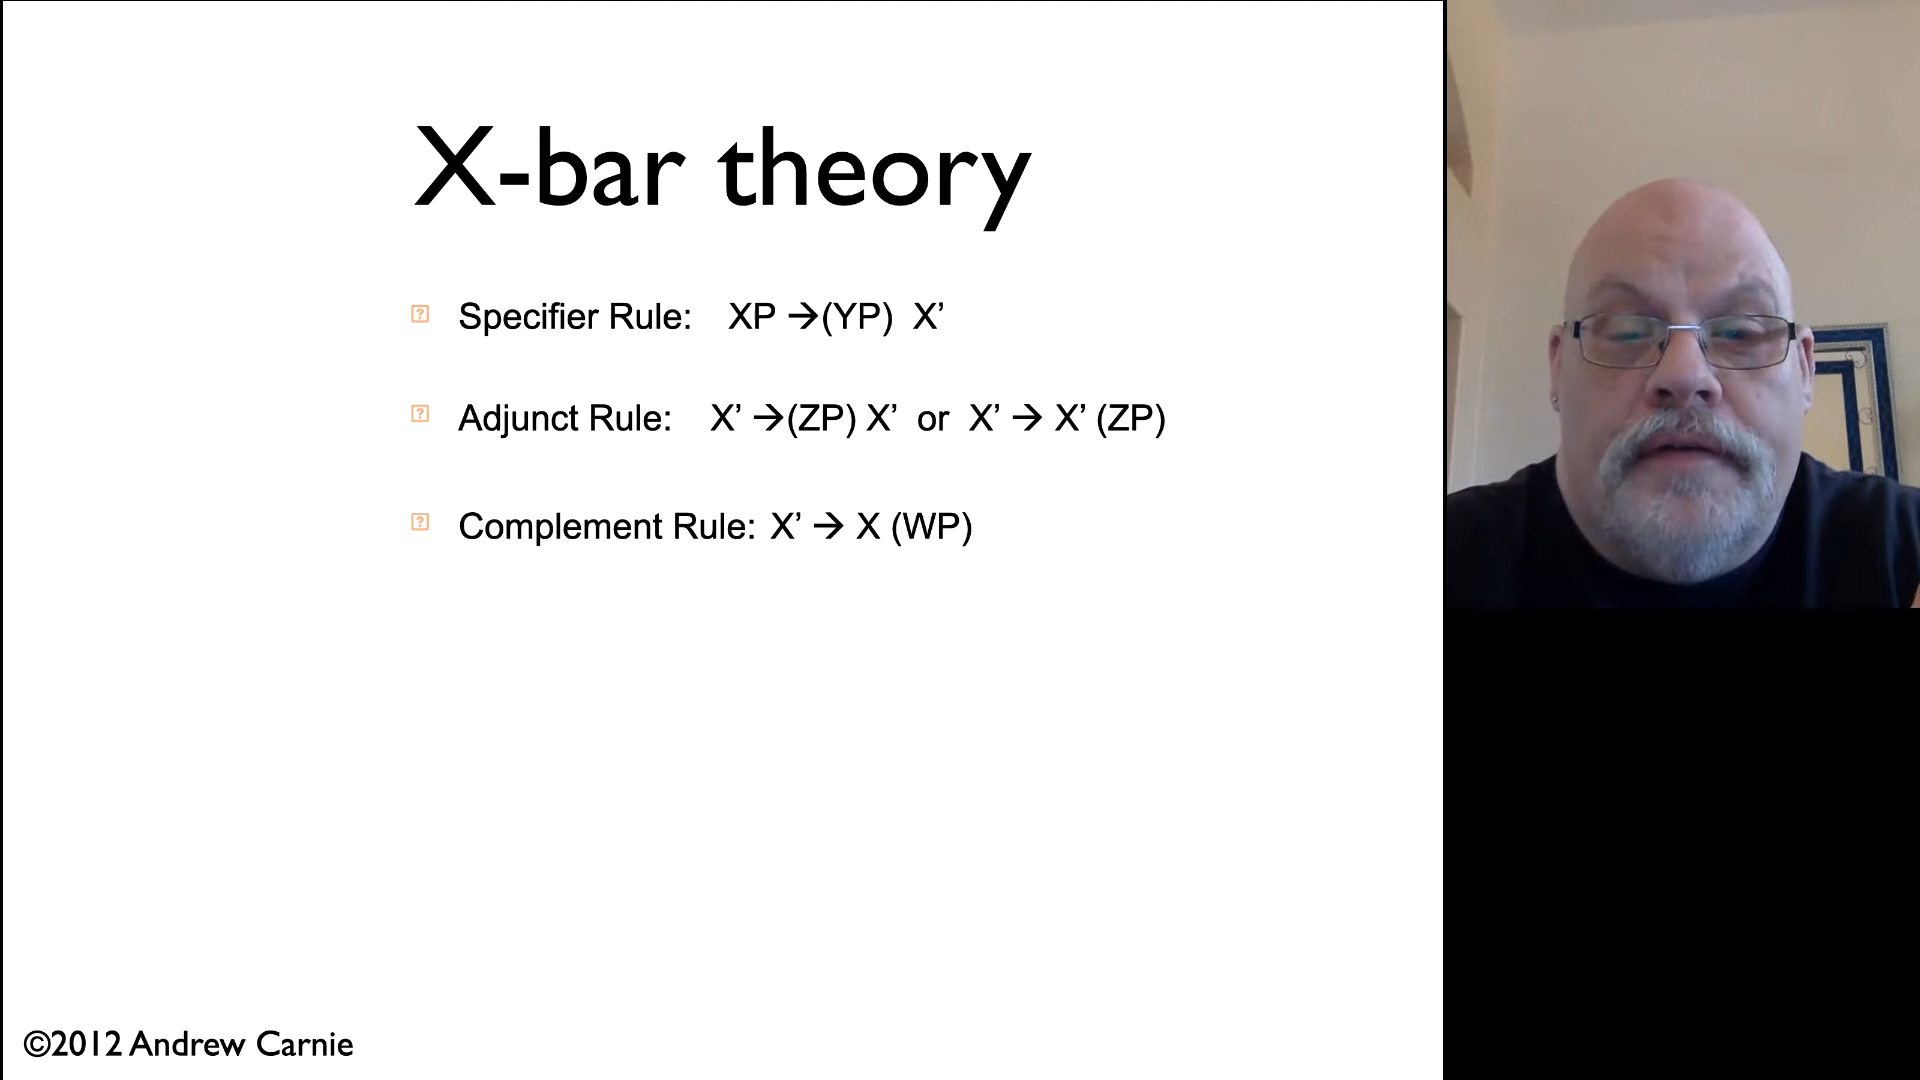 X-bar theory
Specifier Rule: XP →(YP) X’
Adjunct Rule: X’ →(ZP) X’ or X’ → X’ (ZP)
Complement Rule: X’ → X (WP)
©2012 Andrew Carnie